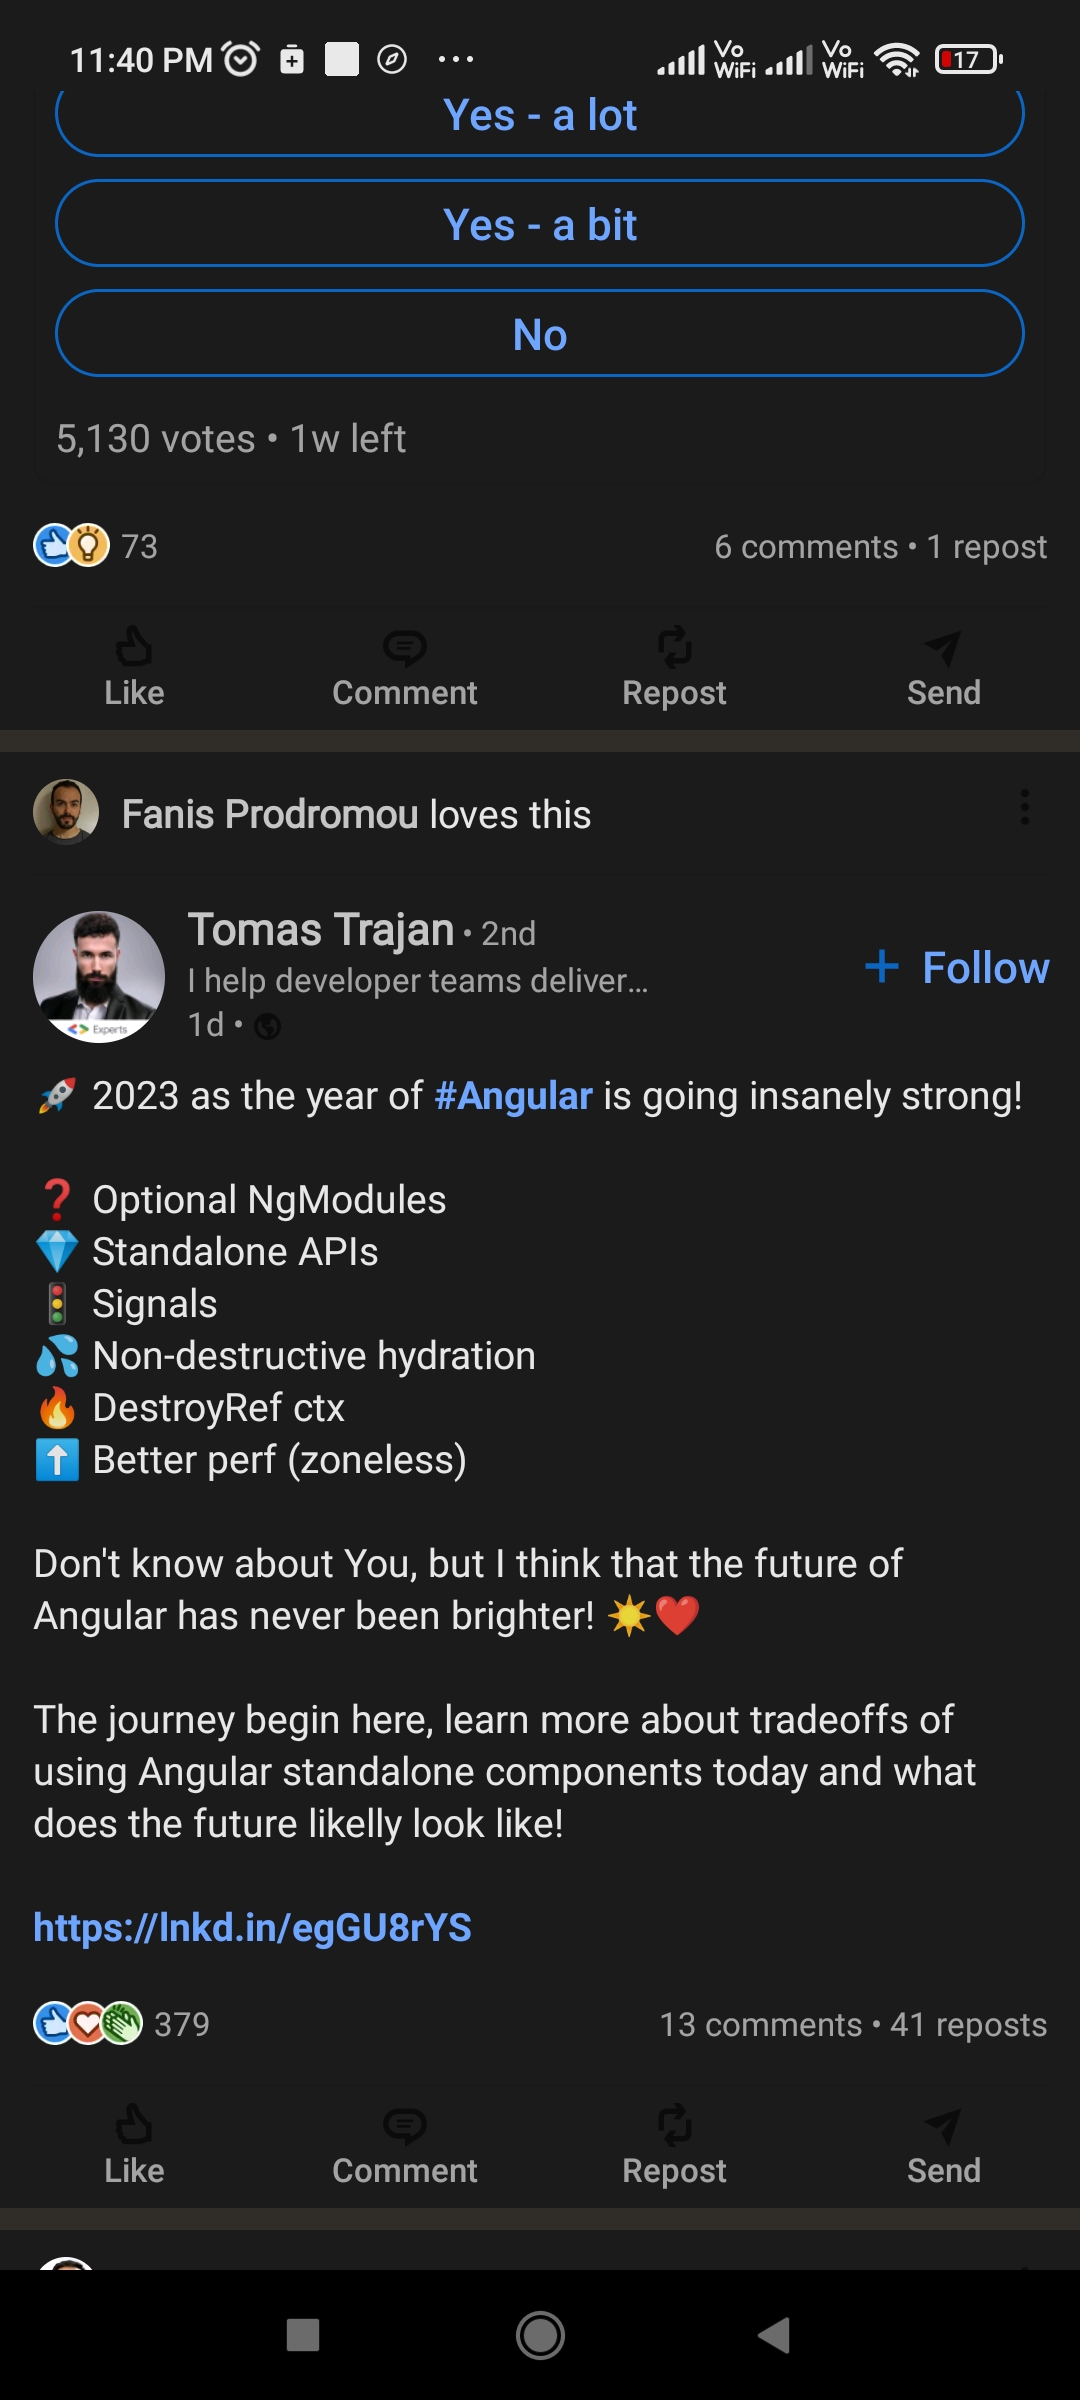 11:40 PM Vo WiFi Vo WiFi 17
Yes - a lot
Yes - a bit
No
5,130 votes • 1w left
73 6 comments • 1 repost
Like Comment Repost Send
Fanis Prodromou loves this
Tomas Trajan • 2nd
I help developer teams deliver...
+ Follow
1d •
<> Experts
🚀 2023 as the year of #Angular is going insanely strong!
❓ Optional NgModules
💎 Standalone APIs
🚦 Signals
💦 Non-destructive hydration
🔥 DestroyRef ctx
⬆️ Better perf (zoneless)
Don't know about You, but I think that the future of
Angular has never been brighter! ☀️❤️
The journey begin here, learn more about tradeoffs of
using Angular standalone components today and what
does the future likelly look like!
https://lnkd.in/egGU8rYS
379 13 comments • 41 reposts
Like Comment Repost Send